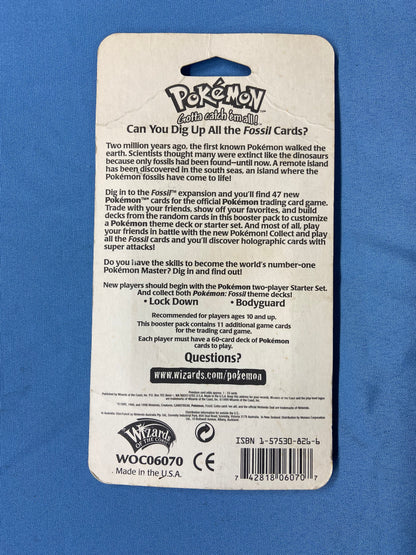 POKéMON
Gotta catch 'em all!
Can You Dig Up All the Fossil Cards?
Two million years ago, the first known Pokémon walked the
earth. Scientists thought many were extinct like the dinosaurs
because only fossils had been found—until now. A remote island
has been discovered in the south seas, an island where the
Pokémon fossils have come to life!
Dig in to the Fossil™ expansion and you'll find 47 new
Pokémon™ cards for the official Pokémon trading card game.
Trade with your friends, show off your favorites, and build
decks from the random cards in this booster pack to customize
a Pokémon theme deck or starter set. And most of all, play
your friends in battle with the new Pokémon! Collect and play
all the Fossil cards and you'll discover holographic cards with
super attacks!
Do you have the skills to become the world's number-one
Pokémon Master? Dig in and find out!
New players should begin with the Pokémon two-player Starter Set.
And collect both Pokémon: Fossil theme decks!
• Lock Down • Bodyguard
Recommended for players ages 10 and up.
This booster pack contains 11 additional game cards
for the trading card game.
Each player must have a 60-card deck of Pokémon
cards to play.
Questions?
www.wizards.com/pokemon
Wizards
OF THE COAST
WOC06070
Made in the U.S.A.
CE
ISBN 1-57530-826-6
7 42818 06070 7